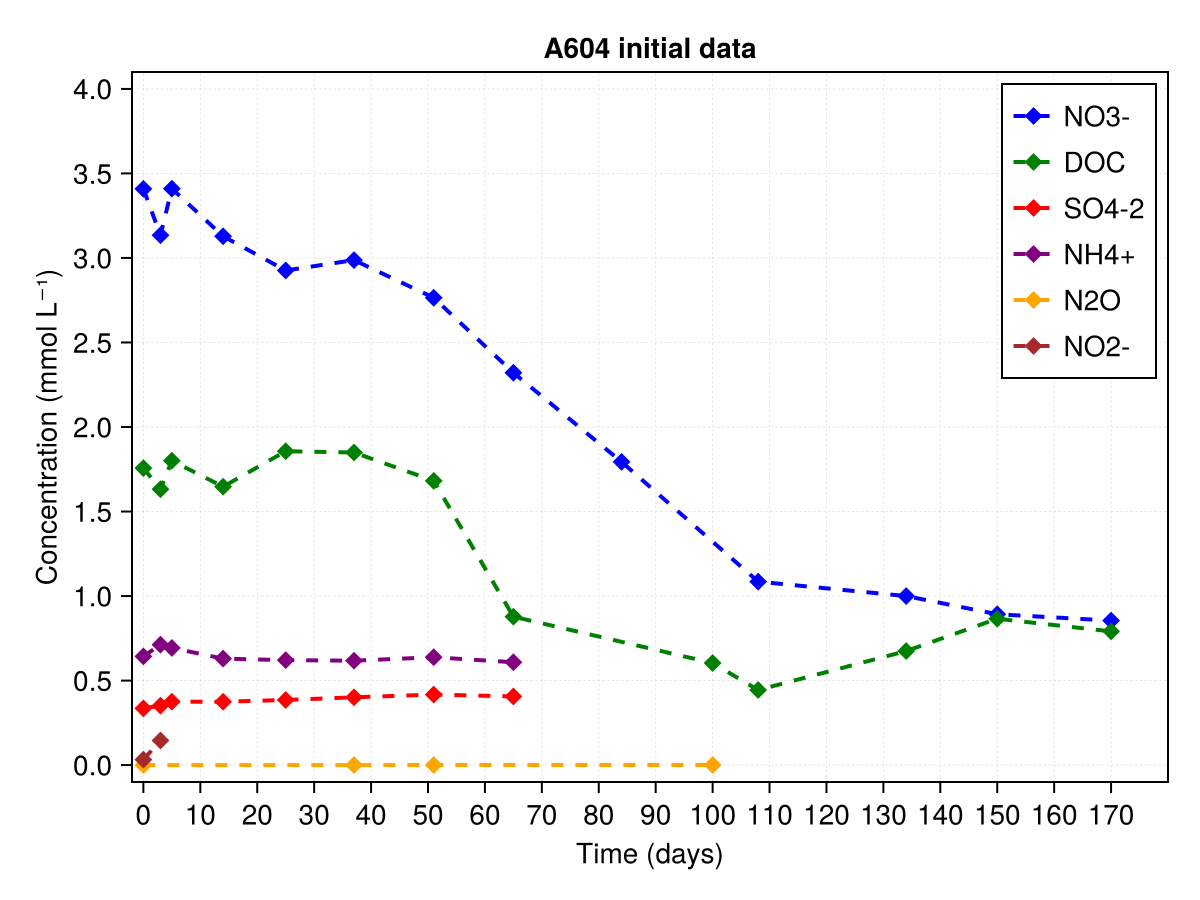 A604 initial data
4.0
3.5
3.0
2.5
2.0
1.5
1.0
0.5
0.0
Concentration (mmol L⁻¹)
0 10 20 30 40 50 60 70 80 90 100 110 120 130 140 150 160 170
Time (days)
NO3-
DOC
SO4-2
NH4+
N2O
NO2-